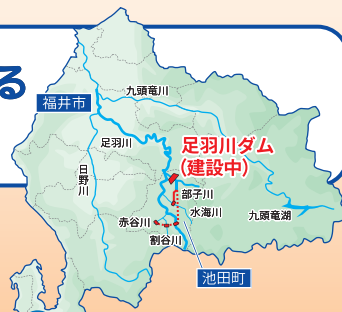 る
福井市
九頭竜川
足羽川
足羽川ダム
(建設中)
日野川
部子川
水海川
赤谷川
割谷川
九頭竜湖
池田町